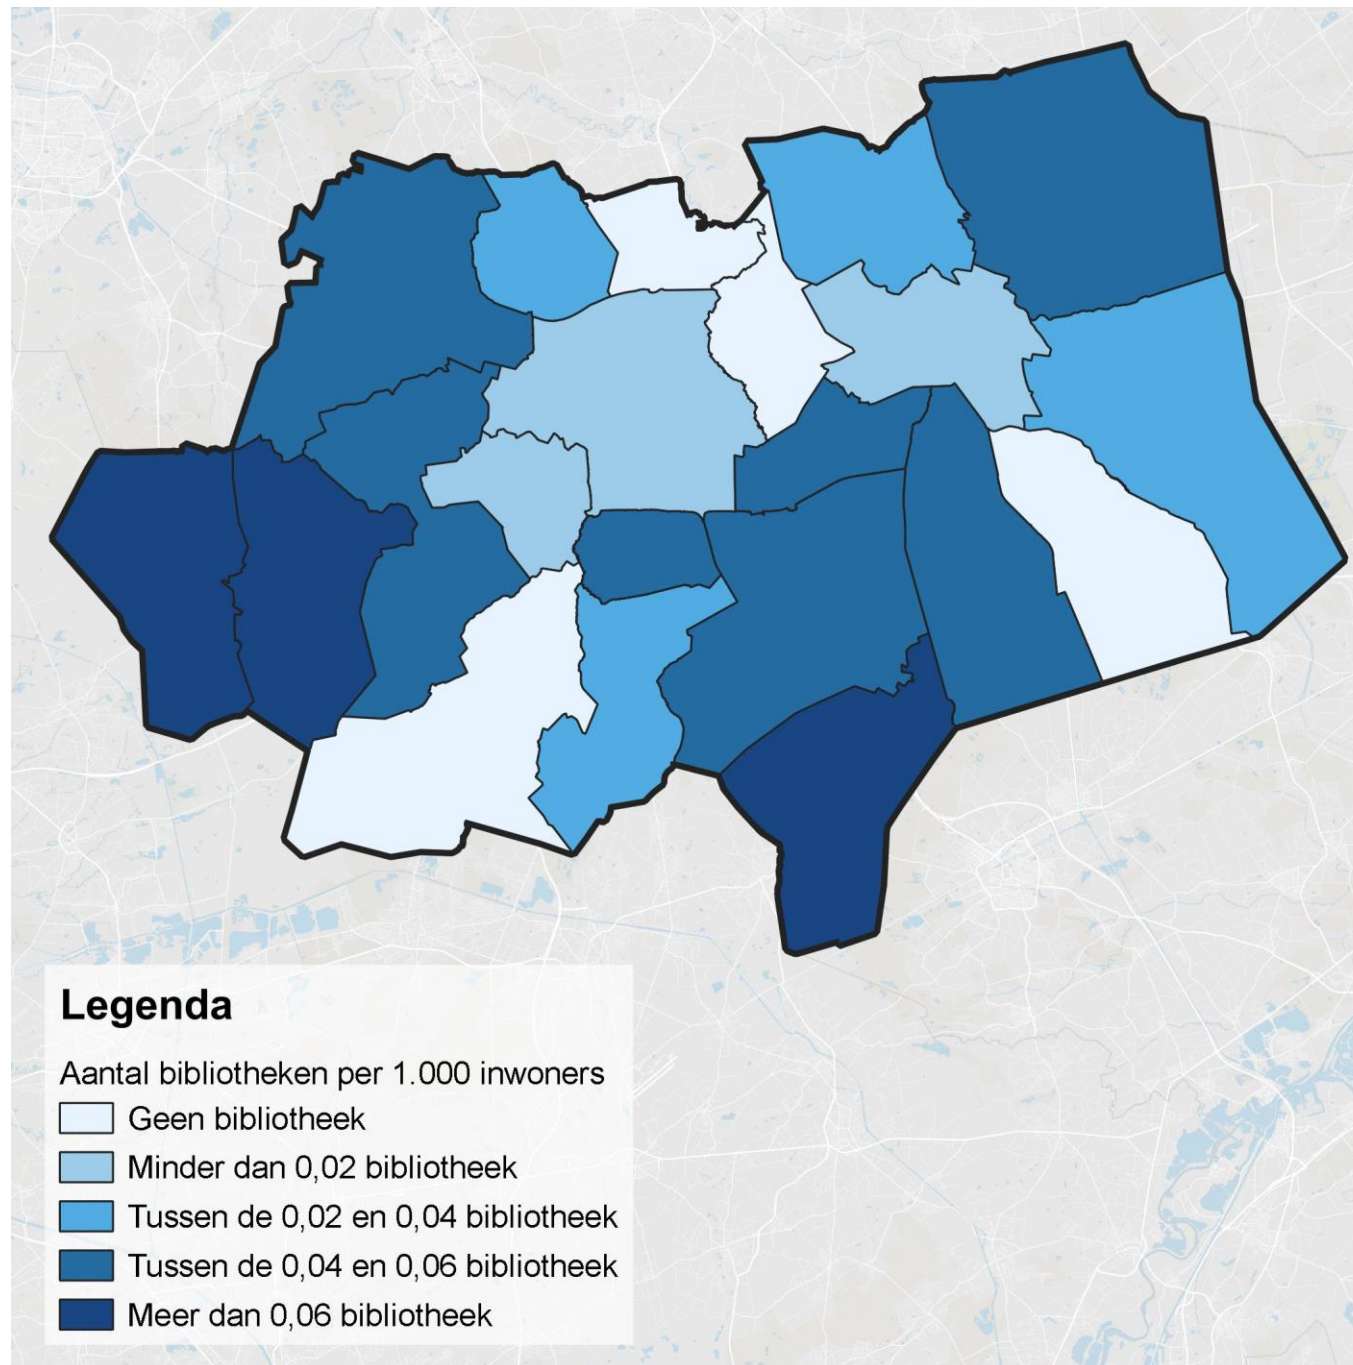 Legenda
Aantal bibliotheken per 1.000 inwoners
Geen bibliotheek
Minder dan 0,02 bibliotheek
Tussen de 0,02 en 0,04 bibliotheek
Tussen de 0,04 en 0,06 bibliotheek
Meer dan 0,06 bibliotheek